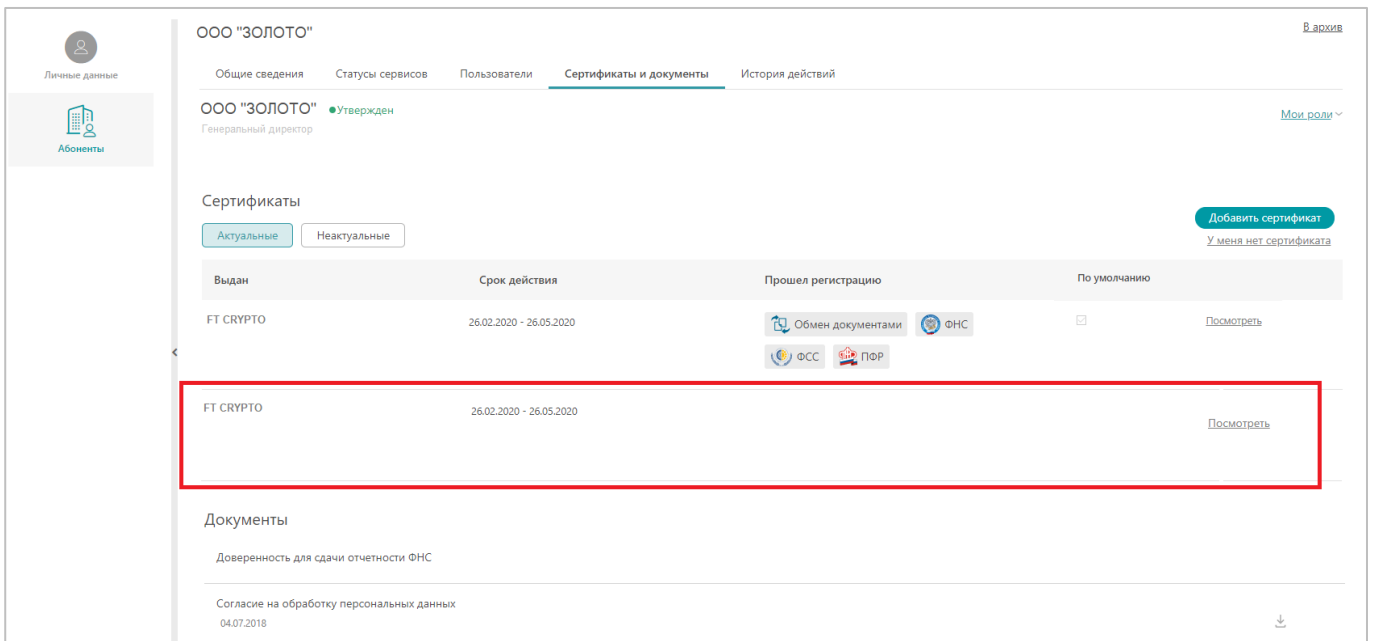 ООО "ЗОЛОТО"
В архив
Личные данные
Общие сведения Статусы сервисов Пользователи Сертификаты и документы История действий
ООО "ЗОЛОТО" Утвержден
Генеральный директор
Мои роли
Абоненты
Сертификаты
Добавить сертификат
Актуальные Неактуальные
У меня нет сертификата
Выдан Срок действия Прошел регистрацию По умолчанию
FT CRYPTO 26.02.2020 - 26.05.2020 Обмен документами ФНС Посмотреть
ФСС ПФР
FT CRYPTO 26.02.2020 - 26.05.2020
Посмотреть
Документы
Доверенность для сдачи отчетности ФНС
Согласие на обработку персональных данных
04.07.2018